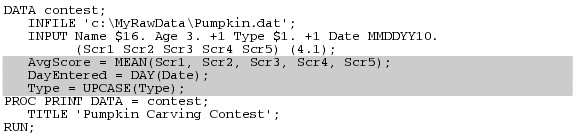 DATA contest;
INFILE 'c:\MyRawData\Pumpkin.dat';
INPUT Name $16. Age 3. +1 Type $1. +1 Date MMDDYY10.
(Scr1 Scr2 Scr3 Scr4 Scr5) (4.1);
AvgScore = MEAN(Scr1, Scr2, Scr3, Scr4, Scr5);
DayEntered = DAY(Date);
Type = UPCASE(Type);
PROC PRINT DATA = contest;
TITLE 'Pumpkin Carving Contest';
RUN;